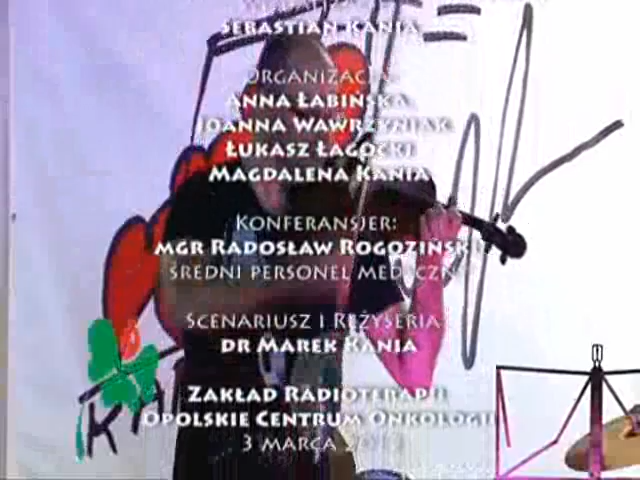 SEBASTIAN KANIA
ORGANIZACJA
ANNA ŁABIŃSKA
JOANNA WAWRZYNIAK
ŁUKASZ ŁAGOCKI
MAGDALENA KANIA
KONFERANSJER:
MGR RADOSŁAW ROGOZIŃSKI
ŚREDNI PERSONEL MEDYCZNY
SCENARIUSZ I REŻYSERIA
DR MAREK KANIA
ZAKŁAD RADIOTERAPII
OPOLSKIE CENTRUM ONKOLOGII
3 MARCA